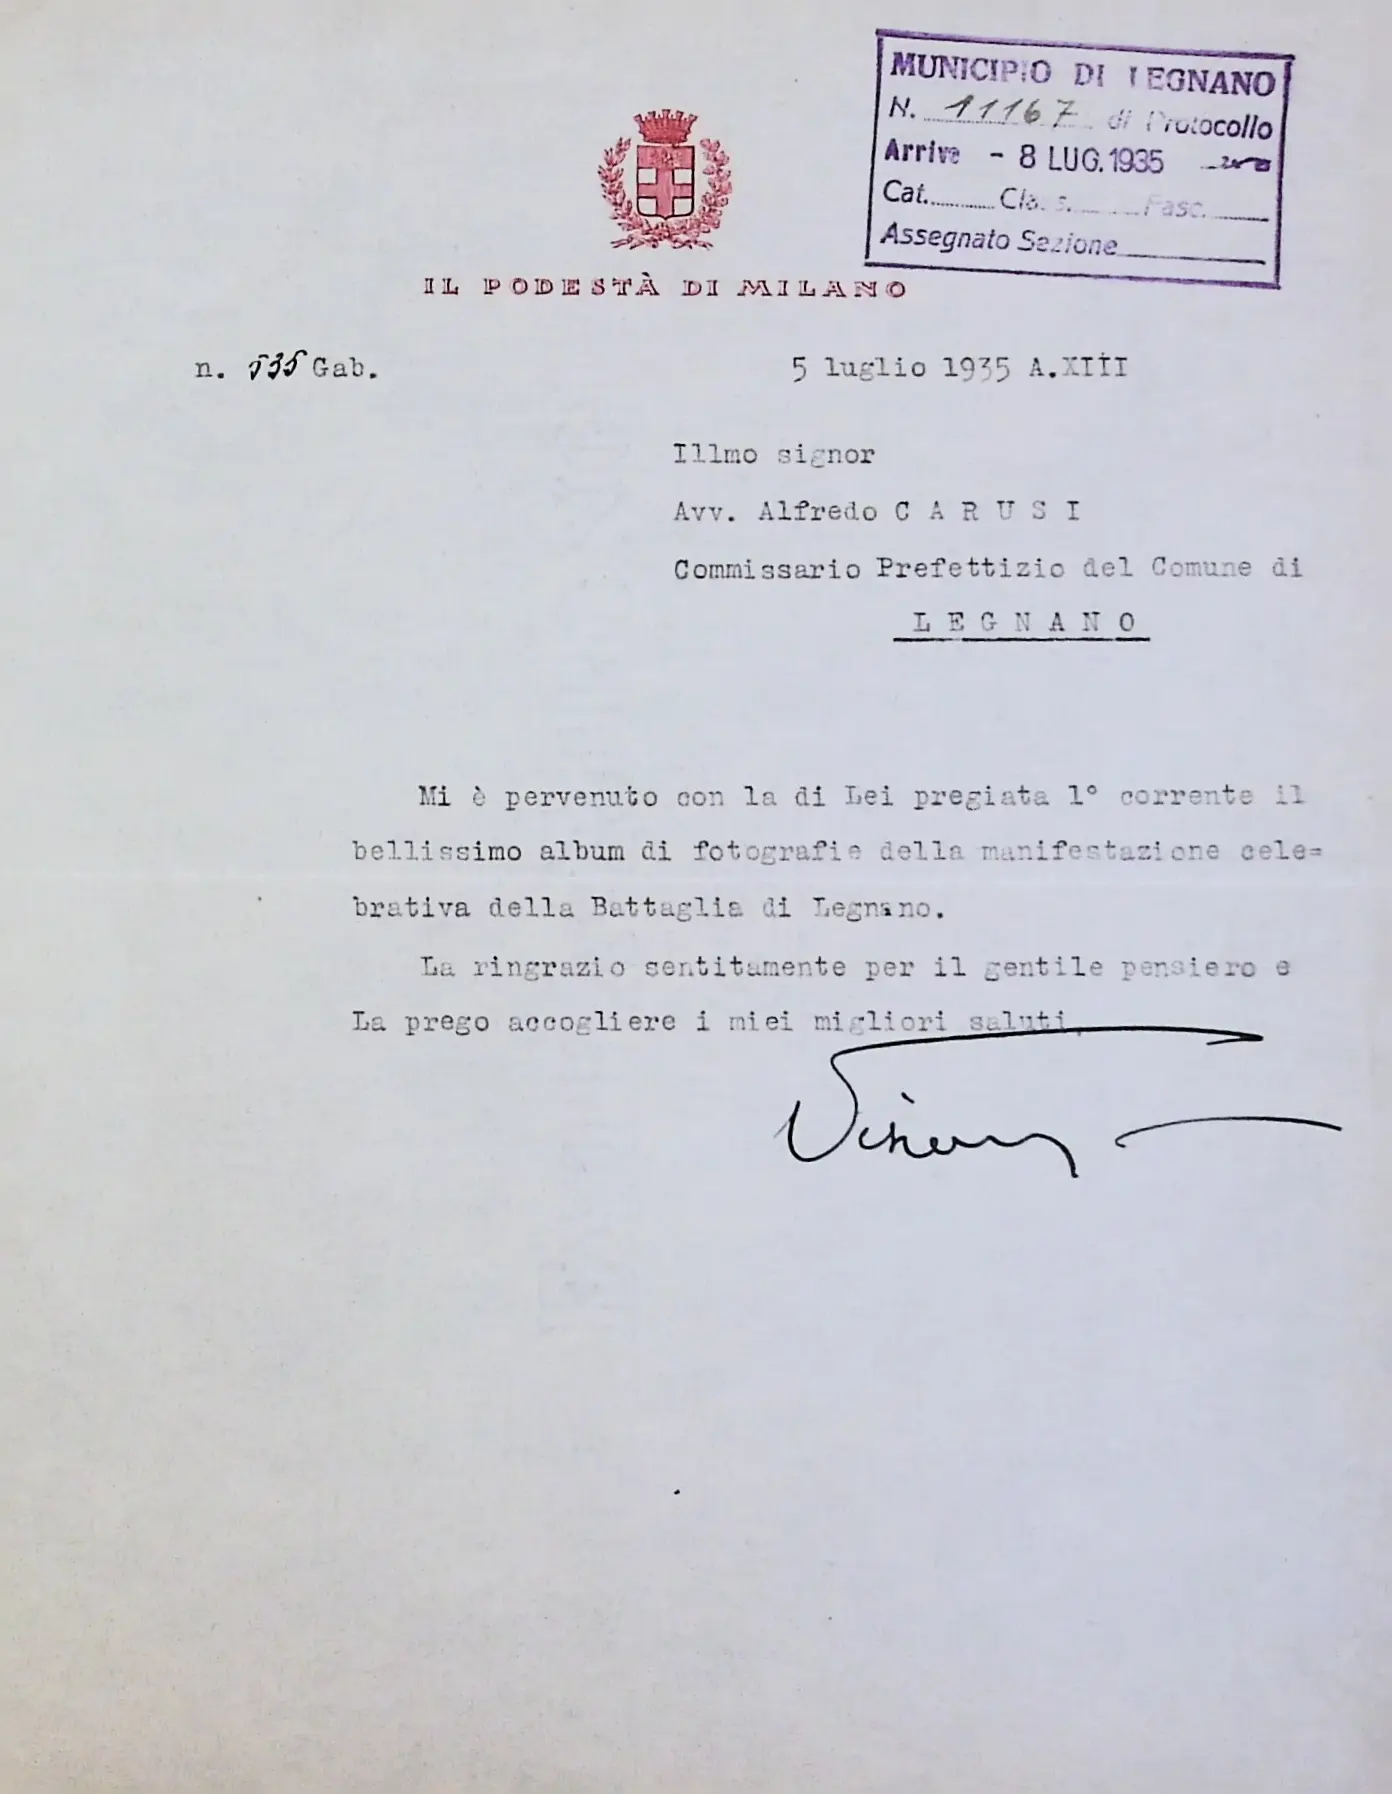 MUNICIPIO DI LEGNANO
N. 11167 di Protocollo
Arrivo - 8 LUG. 1935
Cat. Clas. Fasc.
Assegnato Sezione
IL PODESTÀ DI MILANO
n. 535 Gab.
5 luglio 1935 A.XIII
Illmo signor
Avv. Alfredo C A R U S I
Commissario Prefettizio del Comune di
L E G N A N O
Mi è pervenuto con la di Lei pregiata 1° corrente il
bellissimo album di fotografie della manifestazione cele=
brativa della Battaglia di Legnano.
La ringrazio sentitamente per il gentile pensiero e
La prego accogliere i miei migliori saluti.